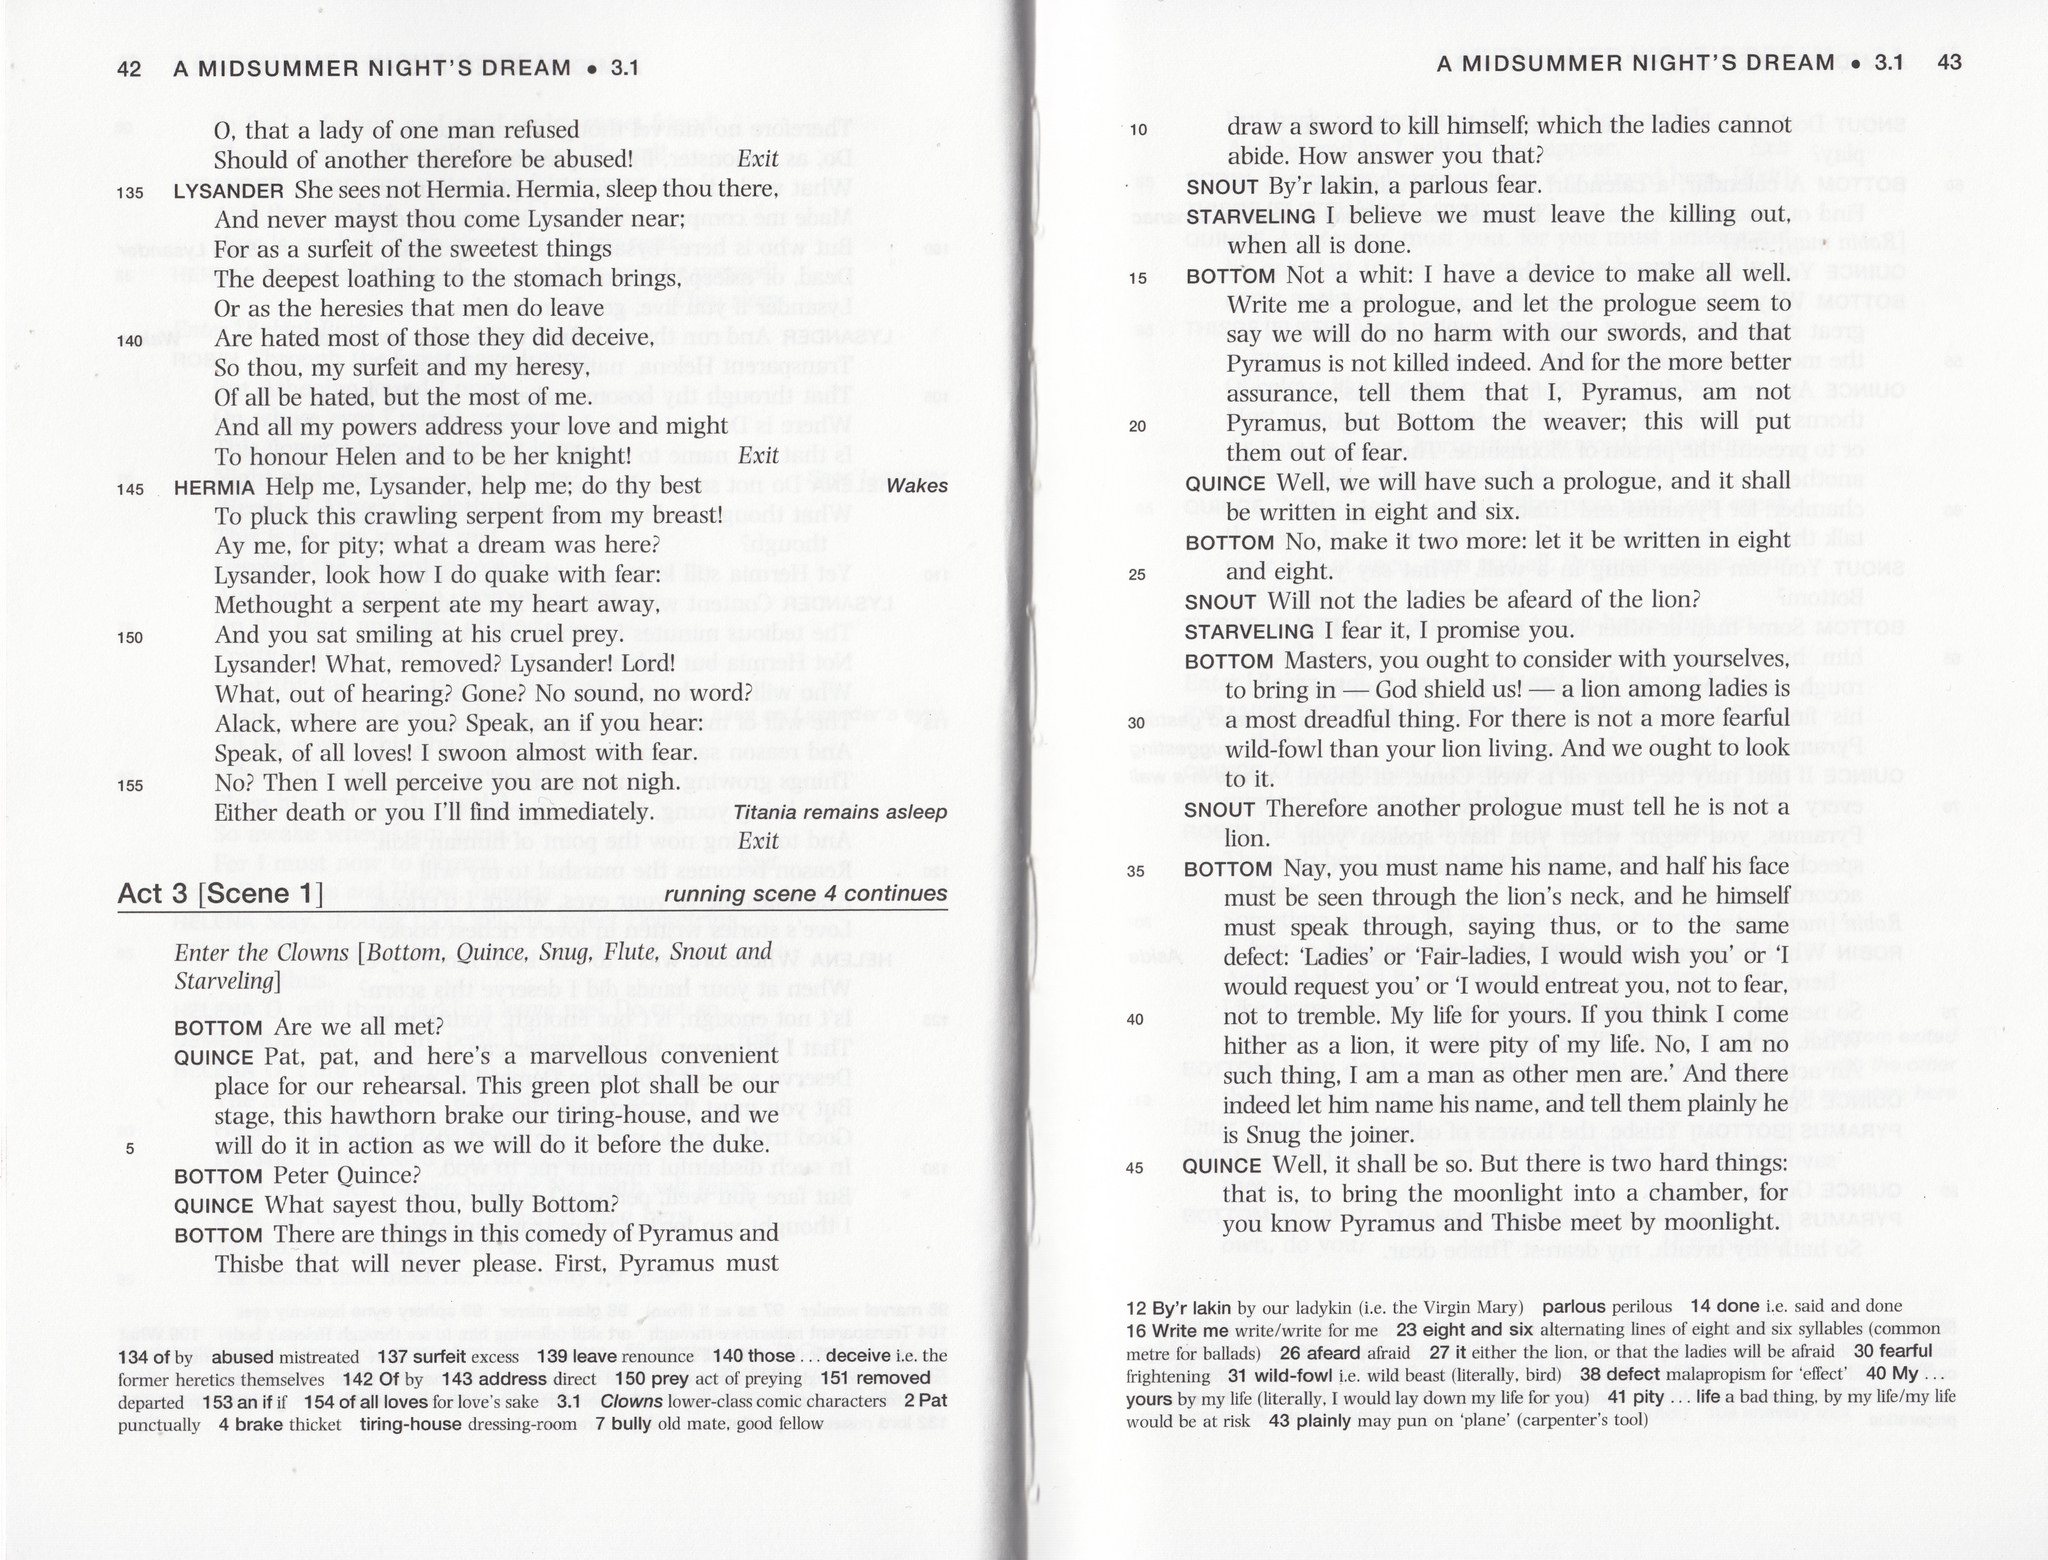 42 A MIDSUMMER NIGHT'S DREAM • 3.1
O, that a lady of one man refused
Should of another therefore be abused! Exit
135 LYSANDER She sees not Hermia. Hermia, sleep thou there,
And never mayst thou come Lysander near;
For as a surfeit of the sweetest things
The deepest loathing to the stomach brings,
Or as the heresies that men do leave
140 Are hated most of those they did deceive,
So thou, my surfeit and my heresy,
Of all be hated, but the most of me.
And all my powers address your love and might
To honour Helen and to be her knight! Exit
145 HERMIA Help me, Lysander, help me; do thy best Wakes
To pluck this crawling serpent from my breast!
Ay me, for pity; what a dream was here?
Lysander, look how I do quake with fear:
Methought a serpent ate my heart away,
150 And you sat smiling at his cruel prey.
Lysander! What, removed? Lysander! Lord!
What, out of hearing? Gone? No sound, no word?
Alack, where are you? Speak, an if you hear:
Speak, of all loves! I swoon almost with fear.
155 No? Then I well perceive you are not nigh.
Either death or you I'll find immediately. Titania remains asleep
Exit
Act 3 [Scene 1] running scene 4 continues
Enter the Clowns [Bottom, Quince, Snug, Flute, Snout and
Starveling]
BOTTOM Are we all met?
QUINCE Pat, pat, and here's a marvellous convenient
place for our rehearsal. This green plot shall be our
stage, this hawthorn brake our tiring-house, and we
5 will do it in action as we will do it before the duke.
BOTTOM Peter Quince?
QUINCE What sayest thou, bully Bottom?
BOTTOM There are things in this comedy of Pyramus and
Thisbe that will never please. First, Pyramus must
134 of by abused mistreated 137 surfeit excess 139 leave renounce 140 those . . . deceive i.e. the
former heretics themselves 142 Of by 143 address direct 150 prey act of preying 151 removed
departed 153 an if if 154 of all loves for love's sake 3.1 Clowns lower-class comic characters 2 Pat
punctually 4 brake thicket tiring-house dressing-room 7 bully old mate, good fellow
A MIDSUMMER NIGHT'S DREAM • 3.1 43
10 draw a sword to kill himself; which the ladies cannot
abide. How answer you that?
SNOUT By'r lakin, a parlous fear.
STARVELING I believe we must leave the killing out,
when all is done.
15 BOTTOM Not a whit: I have a device to make all well.
Write me a prologue, and let the prologue seem to
say we will do no harm with our swords, and that
Pyramus is not killed indeed. And for the more better
assurance, tell them that I, Pyramus, am not
20 Pyramus, but Bottom the weaver; this will put
them out of fear.
QUINCE Well, we will have such a prologue, and it shall
be written in eight and six.
BOTTOM No, make it two more: let it be written in eight
25 and eight.
SNOUT Will not the ladies be afeard of the lion?
STARVELING I fear it, I promise you.
BOTTOM Masters, you ought to consider with yourselves,
to bring in — God shield us! — a lion among ladies is
30 a most dreadful thing. For there is not a more fearful
wild-fowl than your lion living. And we ought to look
to it.
SNOUT Therefore another prologue must tell he is not a
lion.
35 BOTTOM Nay, you must name his name, and half his face
must be seen through the lion's neck, and he himself
must speak through, saying thus, or to the same
defect: 'Ladies' or 'Fair-ladies, I would wish you' or 'I
would request you' or 'I would entreat you, not to fear,
40 not to tremble. My life for yours. If you think I come
hither as a lion, it were pity of my life. No, I am no
such thing, I am a man as other men are.' And there
indeed let him name his name, and tell them plainly he
is Snug the joiner.
45 QUINCE Well, it shall be so. But there is two hard things:
that is, to bring the moonlight into a chamber, for
you know Pyramus and Thisbe meet by moonlight.
12 By'r lakin by our ladykin (i.e. the Virgin Mary) parlous perilous 14 done i.e. said and done
16 Write me write/write for me 23 eight and six alternating lines of eight and six syllables (common
metre for ballads) 26 afeard afraid 27 it either the lion, or that the ladies will be afraid 30 fearful
frightening 31 wild-fowl i.e. wild beast (literally, bird) 38 defect malapropism for 'effect' 40 My . . .
yours by my life (literally, I would lay down my life for you) 41 pity . . . life a bad thing, by my life/my life
would be at risk 43 plainly may pun on 'plane' (carpenter's tool)